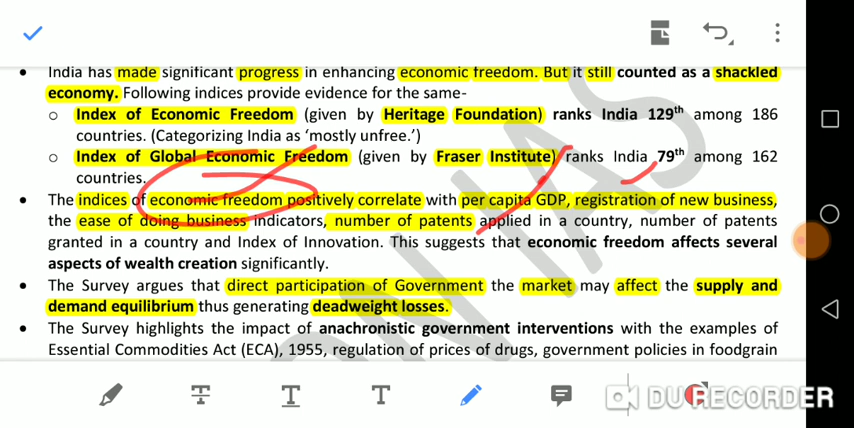 • India has made significant progress in enhancing economic freedom. But it still counted as a shackled
economy. Following indices provide evidence for the same-
o Index of Economic Freedom (given by Heritage Foundation) ranks India 129th among 186
countries. (Categorizing India as ‘mostly unfree.’)
o Index of Global Economic Freedom (given by Fraser Institute) ranks India 79th among 162
countries.
• The indices of economic freedom positively correlate with per capita GDP, registration of new business,
the ease of doing business indicators, number of patents applied in a country, number of patents
granted in a country and Index of Innovation. This suggests that economic freedom affects several
aspects of wealth creation significantly.
• The Survey argues that direct participation of Government the market may affect the supply and
demand equilibrium thus generating deadweight losses.
• The Survey highlights the impact of anachronistic government interventions with the examples of
Essential Commodities Act (ECA), 1955, regulation of prices of drugs, government policies in foodgrain
T T T
DU RECORDER